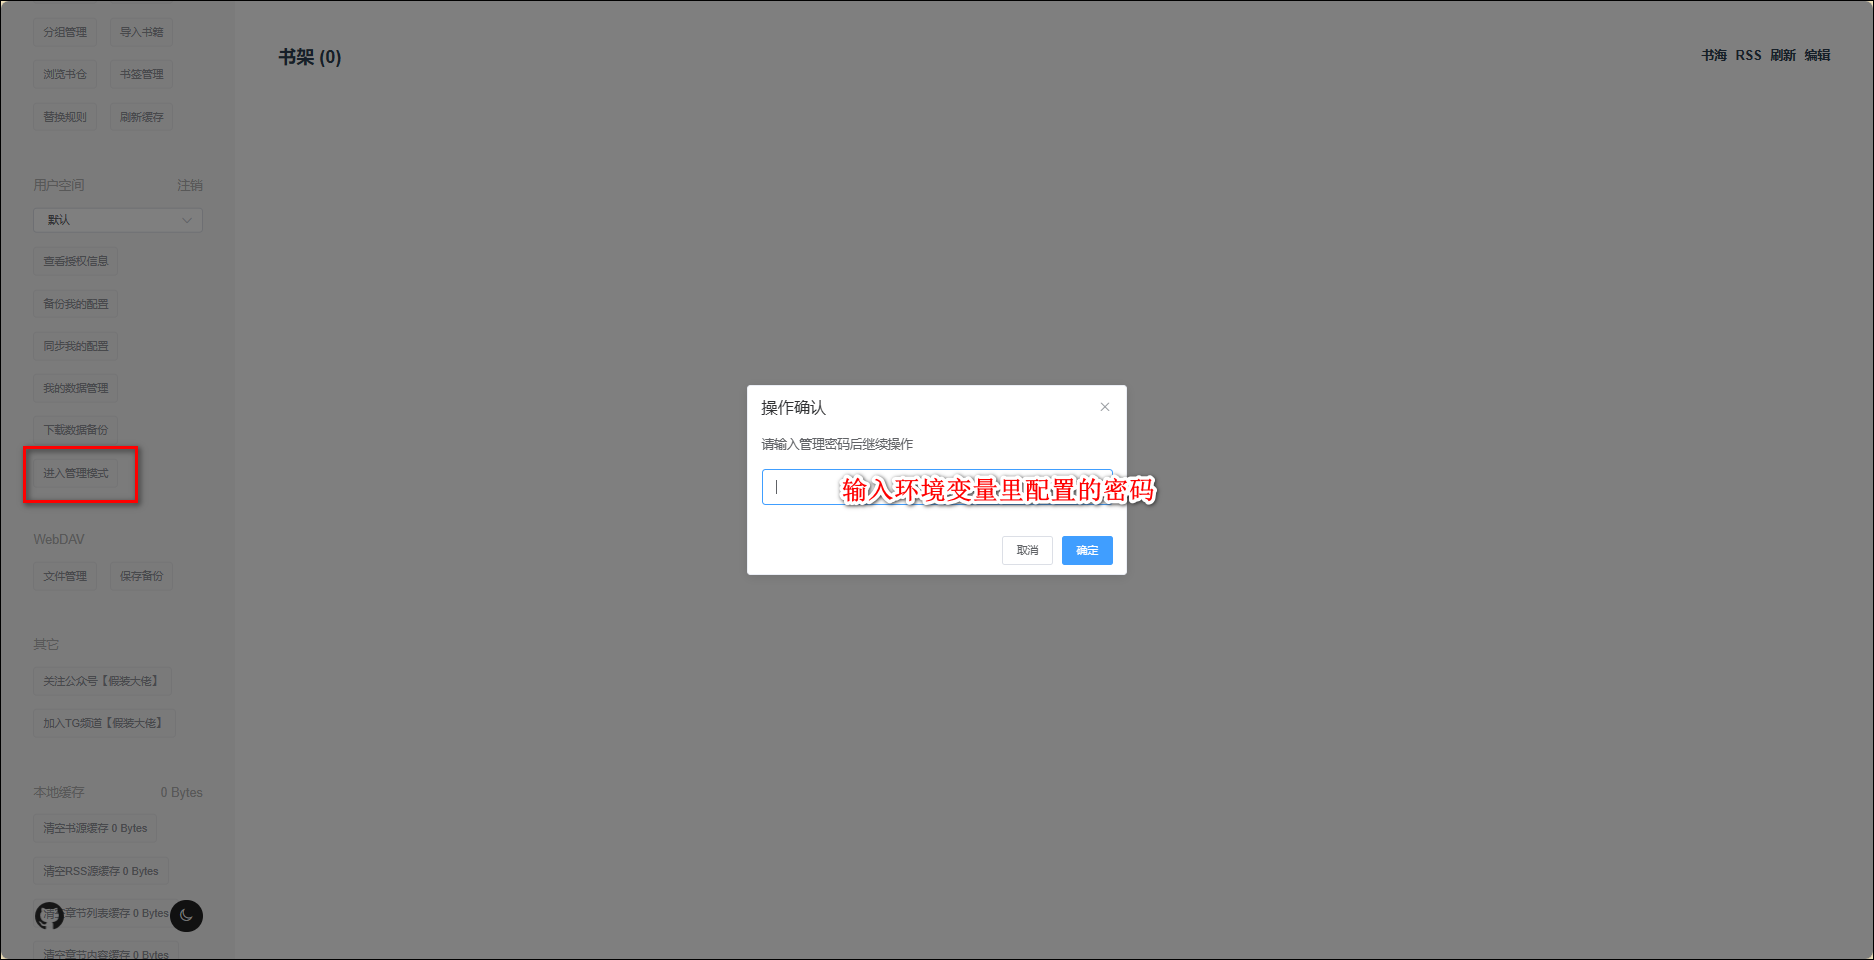 分组管理 导入书籍
浏览书仓 书签管理
替换规则 刷新缓存
用户空间 注销
默认
查看授权信息
备份我的配置
同步我的配置
我的数据管理
下载数据备份
进入管理模式
WebDAV
文件管理 保存备份
其它
关注公众号【假装大佬】
加入TG频道【假装大佬】
本地缓存 0 Bytes
清空书源缓存 0 Bytes
清空RSS源缓存 0 Bytes
清空章节列表缓存 0 Bytes
清空章节内容缓存 0 Bytes
书架 (0)
书海 RSS 刷新 编辑
操作确认
请输入管理密码后继续操作
输入环境变量里配置的密码
取消 确定